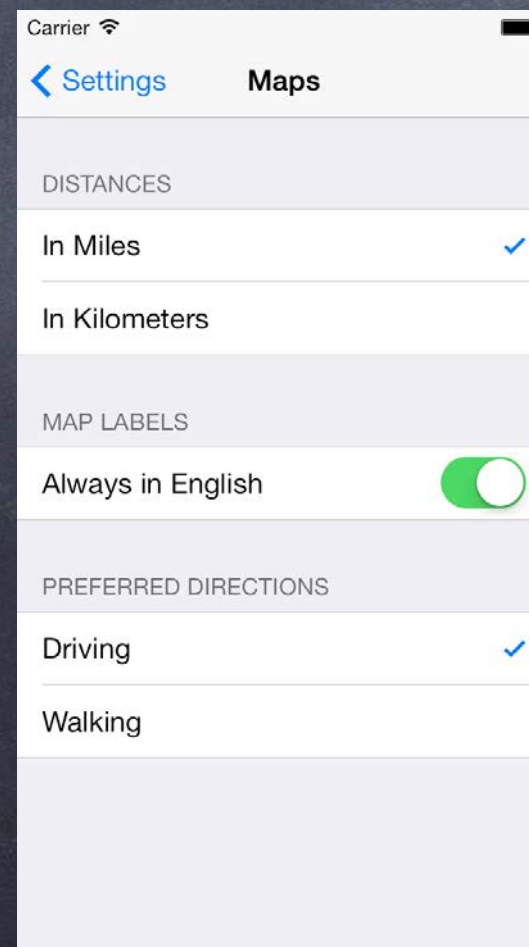 Carrier
Settings Maps
DISTANCES
In Miles
In Kilometers
MAP LABELS
Always in English
PREFERRED DIRECTIONS
Driving
Walking